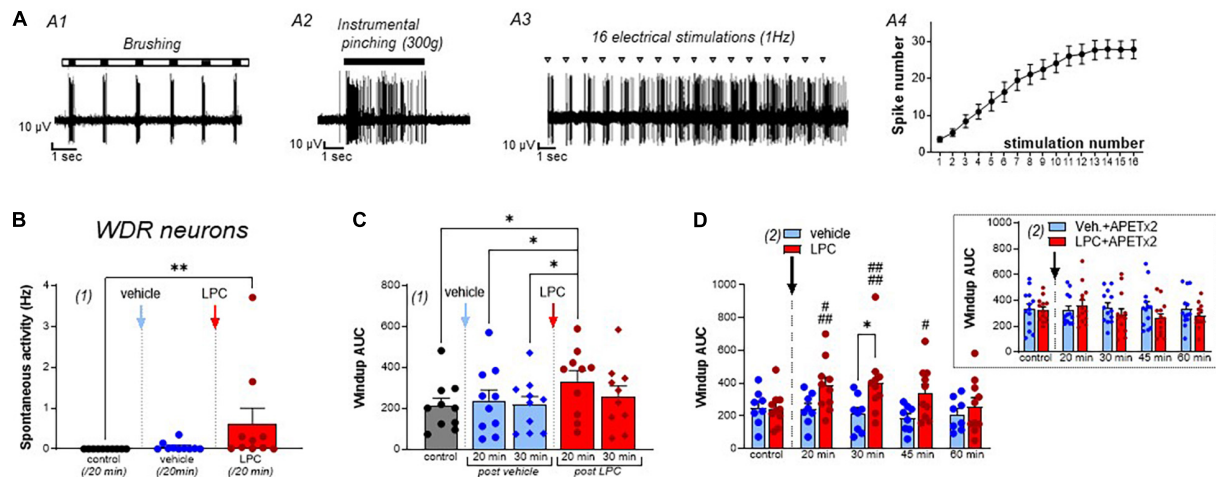 A
A1
Brushing
10 µV
1 sec
A2
Instrumental
pinching (300g)
10 µV
1 sec
A3
16 electrical stimulations (1Hz)
10 µV
1 sec
A4
Spike number
30
20
10
0
1 2 3 4 5 6 7 8 9 10 11 12 13 14 15 16
stimulation number
B
WDR neurons
Spontaneous activity (Hz)
5
4
3
2
1
0
**
(1)
vehicle
LPC
control
(/20 min)
vehicle
(/20min)
LPC
(/20 min)
C
Windup AUC
800
600
400
200
0
*
*
*
(1)
vehicle
LPC
control
20 min
30 min
20 min
30 min
post vehicle
post LPC
D
Windup AUC
1000
800
600
400
200
0
(2)
vehicle
LPC
#
##
##
##
*
#
control
20 min
30 min
45 min
60 min
Windup AUC
1000
800
600
400
200
0
(2)
Veh.+APETx2
LPC+APETx2
control
20 min
30 min
45 min
60 min